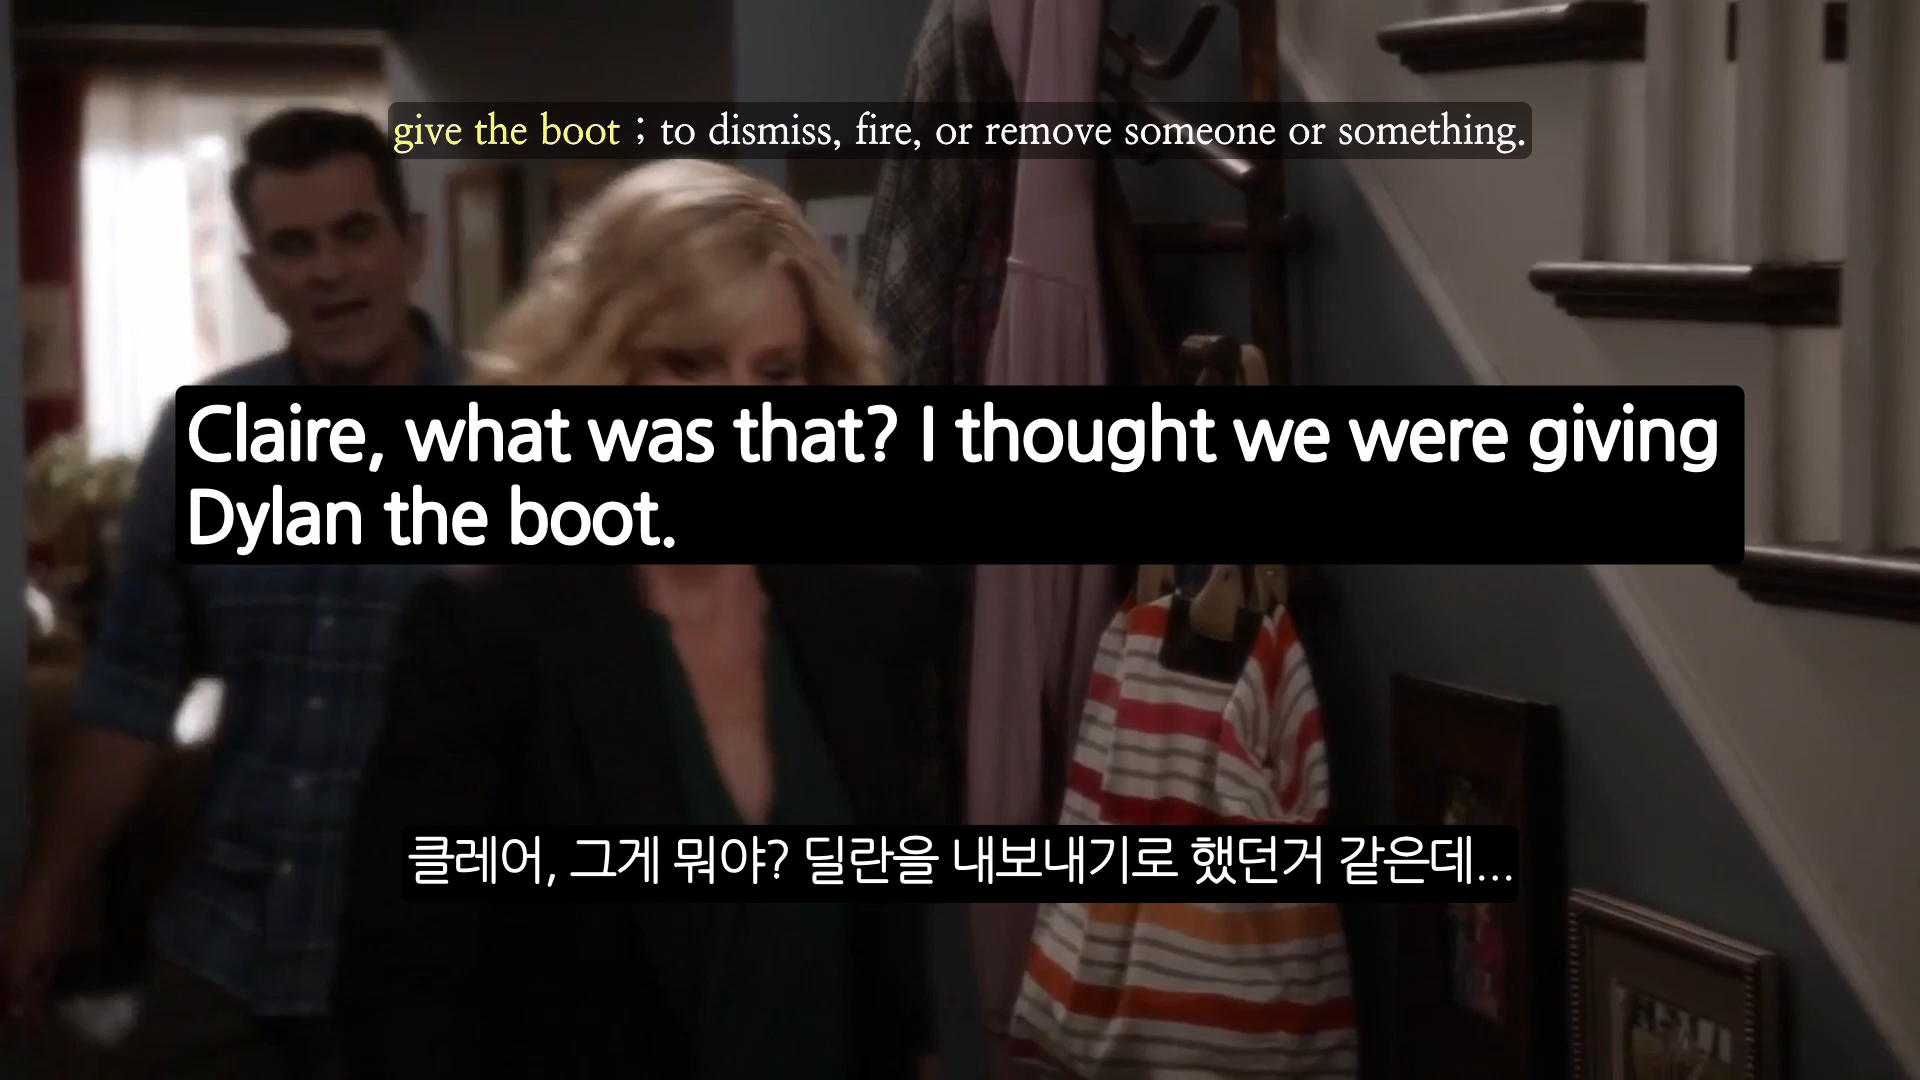 give the boot ; to dismiss, fire, or remove someone or something.
Claire, what was that? I thought we were giving
Dylan the boot.
클레어, 그게 뭐야? 딜란을 내보내기로 했던거 같은데...